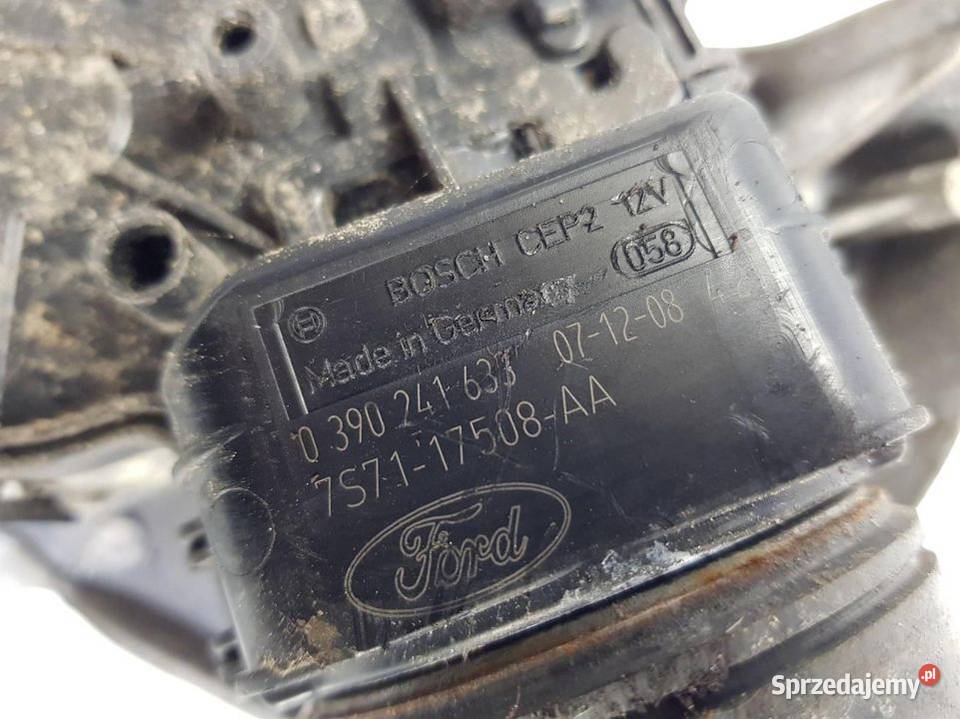 BOSCH CEP2 12V
Made in Germany 058
0 390 241 633 07-12-08
7S71-17508-AA
Ford
Sprzedajemy.pl